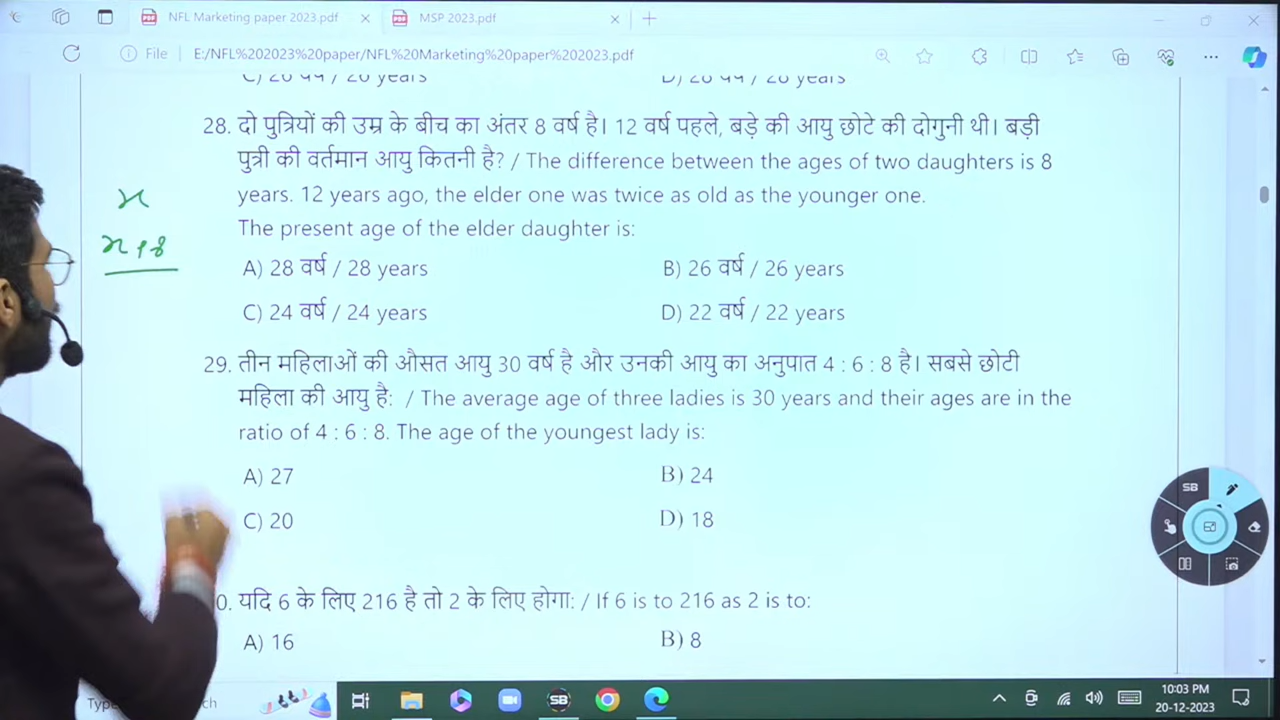 NFL Marketing paper 2023.pdf
MSP 2023.pdf
File E:/NFL%202023%20paper/NFL%20Marketing%20paper%202023.pdf
28. दो पुत्रियों की उम्र के बीच का अंतर 8 वर्ष है। 12 वर्ष पहले, बड़े की आयु छोटे की दोगुनी थी। बड़ी
पुत्री की वर्तमान आयु कितनी है? / The difference between the ages of two daughters is 8
years. 12 years ago, the elder one was twice as old as the younger one.
The present age of the elder daughter is:
A) 28 वर्ष / 28 years B) 26 वर्ष / 26 years
C) 24 वर्ष / 24 years D) 22 वर्ष / 22 years
x
x+8
29. तीन महिलाओं की औसत आयु 30 वर्ष है और उनकी आयु का अनुपात 4 : 6 : 8 है। सबसे छोटी
महिला की आयु है: / The average age of three ladies is 30 years and their ages are in the
ratio of 4 : 6 : 8. The age of the youngest lady is:
A) 27 B) 24
C) 20 D) 18
0. यदि 6 के लिए 216 है तो 2 के लिए होगा: / If 6 is to 216 as 2 is to:
A) 16 B) 8
SB
SB
10:03 PM
20-12-2023